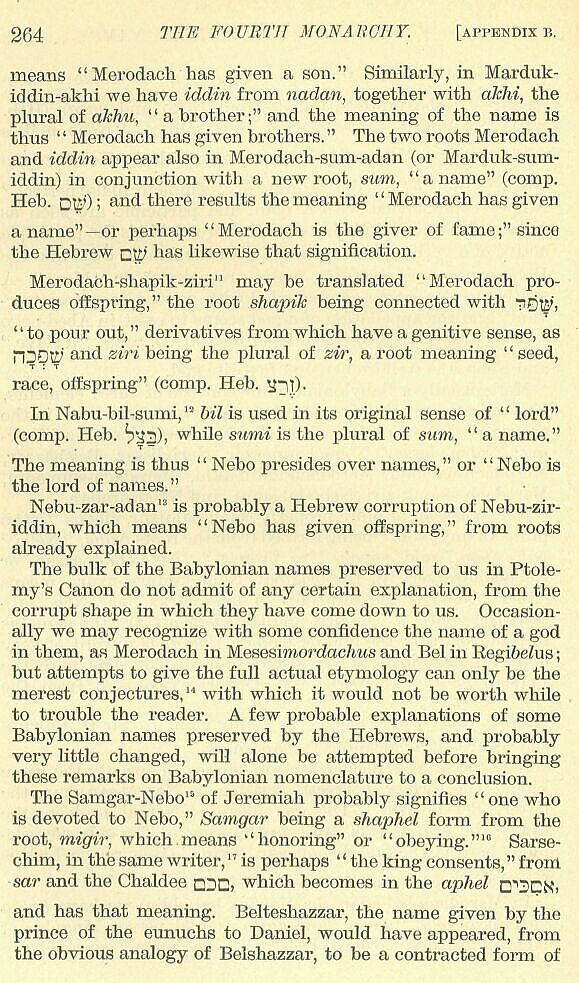 264 THE FOURTH MONARCHY. [APPENDIX B.
means “Merodach has given a son.” Similarly, in Marduk-
iddin-akhi we have iddin from nadan, together with akhi, the
plural of akhu, “a brother;” and the meaning of the name is
thus “Merodach has given brothers.” The two roots Merodach
and iddin appear also in Merodach-sum-adan (or Marduk-sum-
iddin) in conjunction with a new root, sum, “a name” (comp.
Heb. שֵׁם); and there results the meaning “Merodach has given
a name”—or perhaps “Merodach is the giver of fame;” since
the Hebrew שֵׁם has likewise that signification.
Merodach-shapik-ziri¹¹ may be translated “Merodach pro-
duces offspring,” the root shapik being connected with
“to pour out,” derivatives from which have a genitive sense, as
שָׁפְכָה and ziri being the plural of zir, a root meaning “seed,
race, offspring” (comp. Heb.
In Nabu-bil-sumi,¹² bil is used in its original sense of “lord”
(comp. Heb. while sumi is the plural of sum, “a name.”
The meaning is thus “Nebo presides over names,” or “Nebo is
the lord of names.”
Nebu-zar-adan¹³ is probably a Hebrew corruption of Nebu-zir-
iddin, which means “Nebo has given offspring,” from roots
already explained.
The bulk of the Babylonian names preserved to us in Ptole-
my’s Canon do not admit of any certain explanation, from the
corrupt shape in which they have come down to us. Occasion-
ally we may recognize with some confidence the name of a god
in them, as Merodach in Mesesimordachus and Bel in Regibelus;
but attempts to give the full actual etymology can only be the
merest conjectures,¹⁴ with which it would not be worth while
to trouble the reader. A few probable explanations of some
Babylonian names preserved by the Hebrews, and probably
very little changed, will alone be attempted before bringing
these remarks on Babylonian nomenclature to a conclusion.
The Samgar-Nebo¹⁵ of Jeremiah probably signifies “one who
is devoted to Nebo,” Samgar being a shaphel form from the
root, migir, which means “honoring” or “obeying.”¹⁶ Sarse-
chim, in the same writer,¹⁷ is perhaps “the king consents,” from
sar and the Chaldee סכם, which becomes in the aphel אַסְכִּים,
and has that meaning. Belteshazzar, the name given by the
prince of the eunuchs to Daniel, would have appeared, from
the obvious analogy of Belshazzar, to be a contracted form of